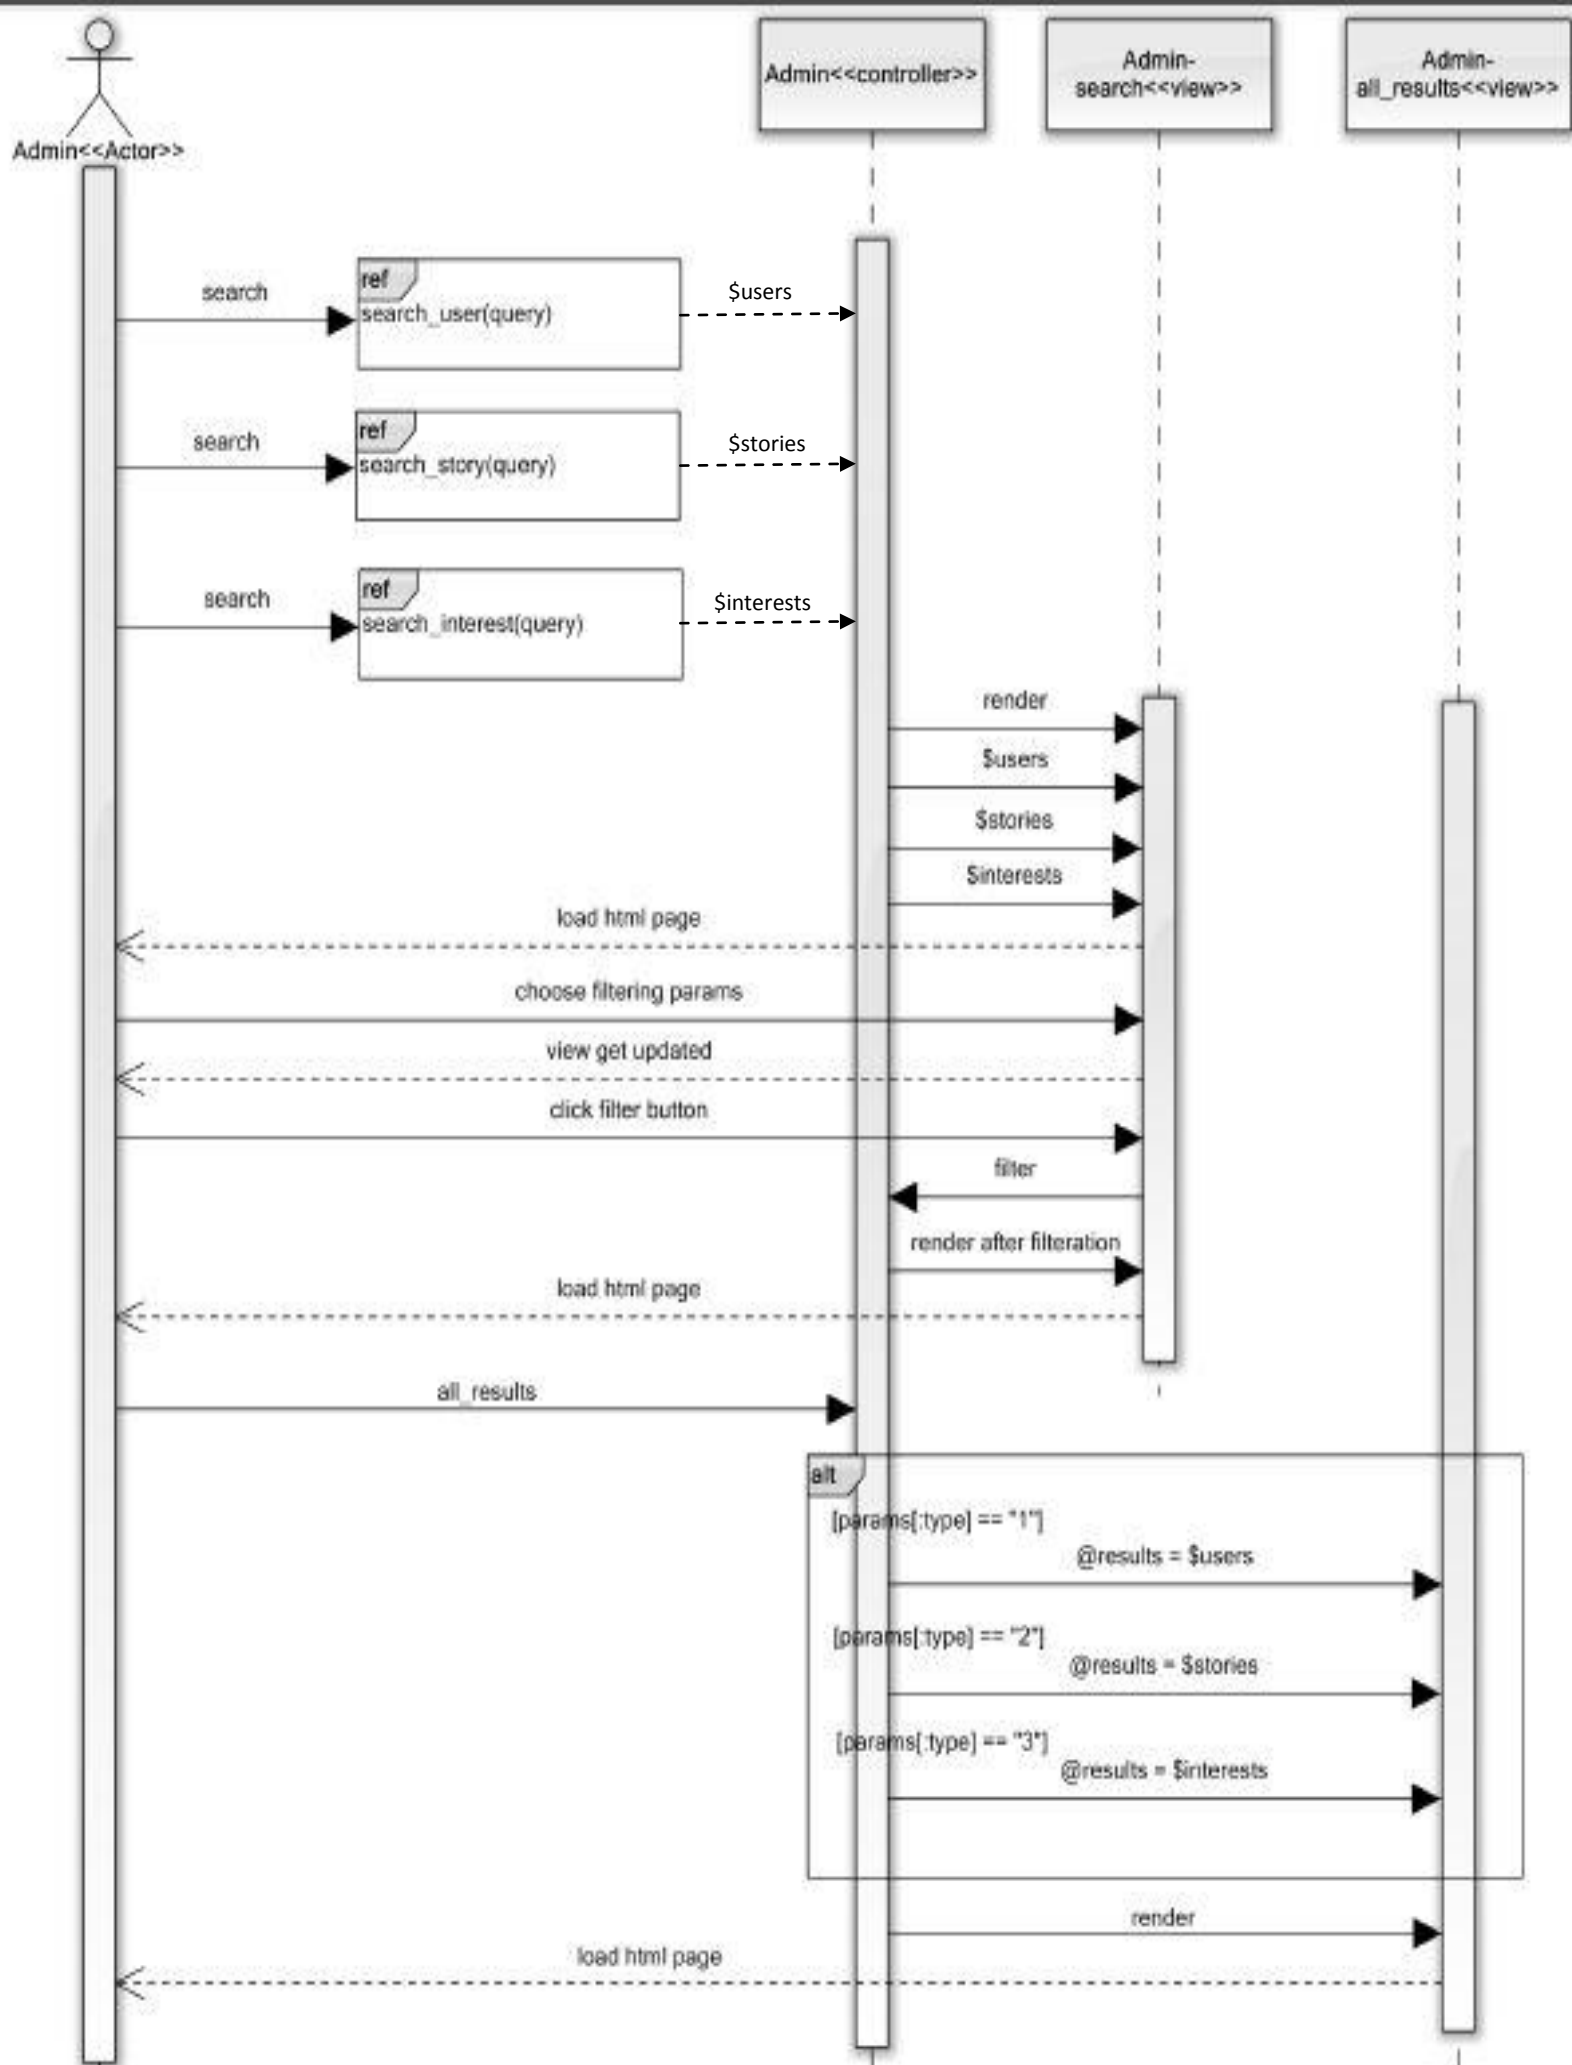 Admin<<Actor>>
Admin<<controller>>
Admin-
search<<view>>
Admin-
all_results<<view>>
search
ref
search_user(query)
$users
search
ref
search_story(query)
$stories
search
ref
search_interest(query)
$interests
render
$users
$stories
$interests
load html page
choose filtering params
view get updated
click filter button
filter
render after filteration
load html page
all_results
alt
[params[:type] == "1"]
@results = $users
[params[:type] == "2"]
@results = $stories
[params[:type] == "3"]
@results = $interests
render
load html page